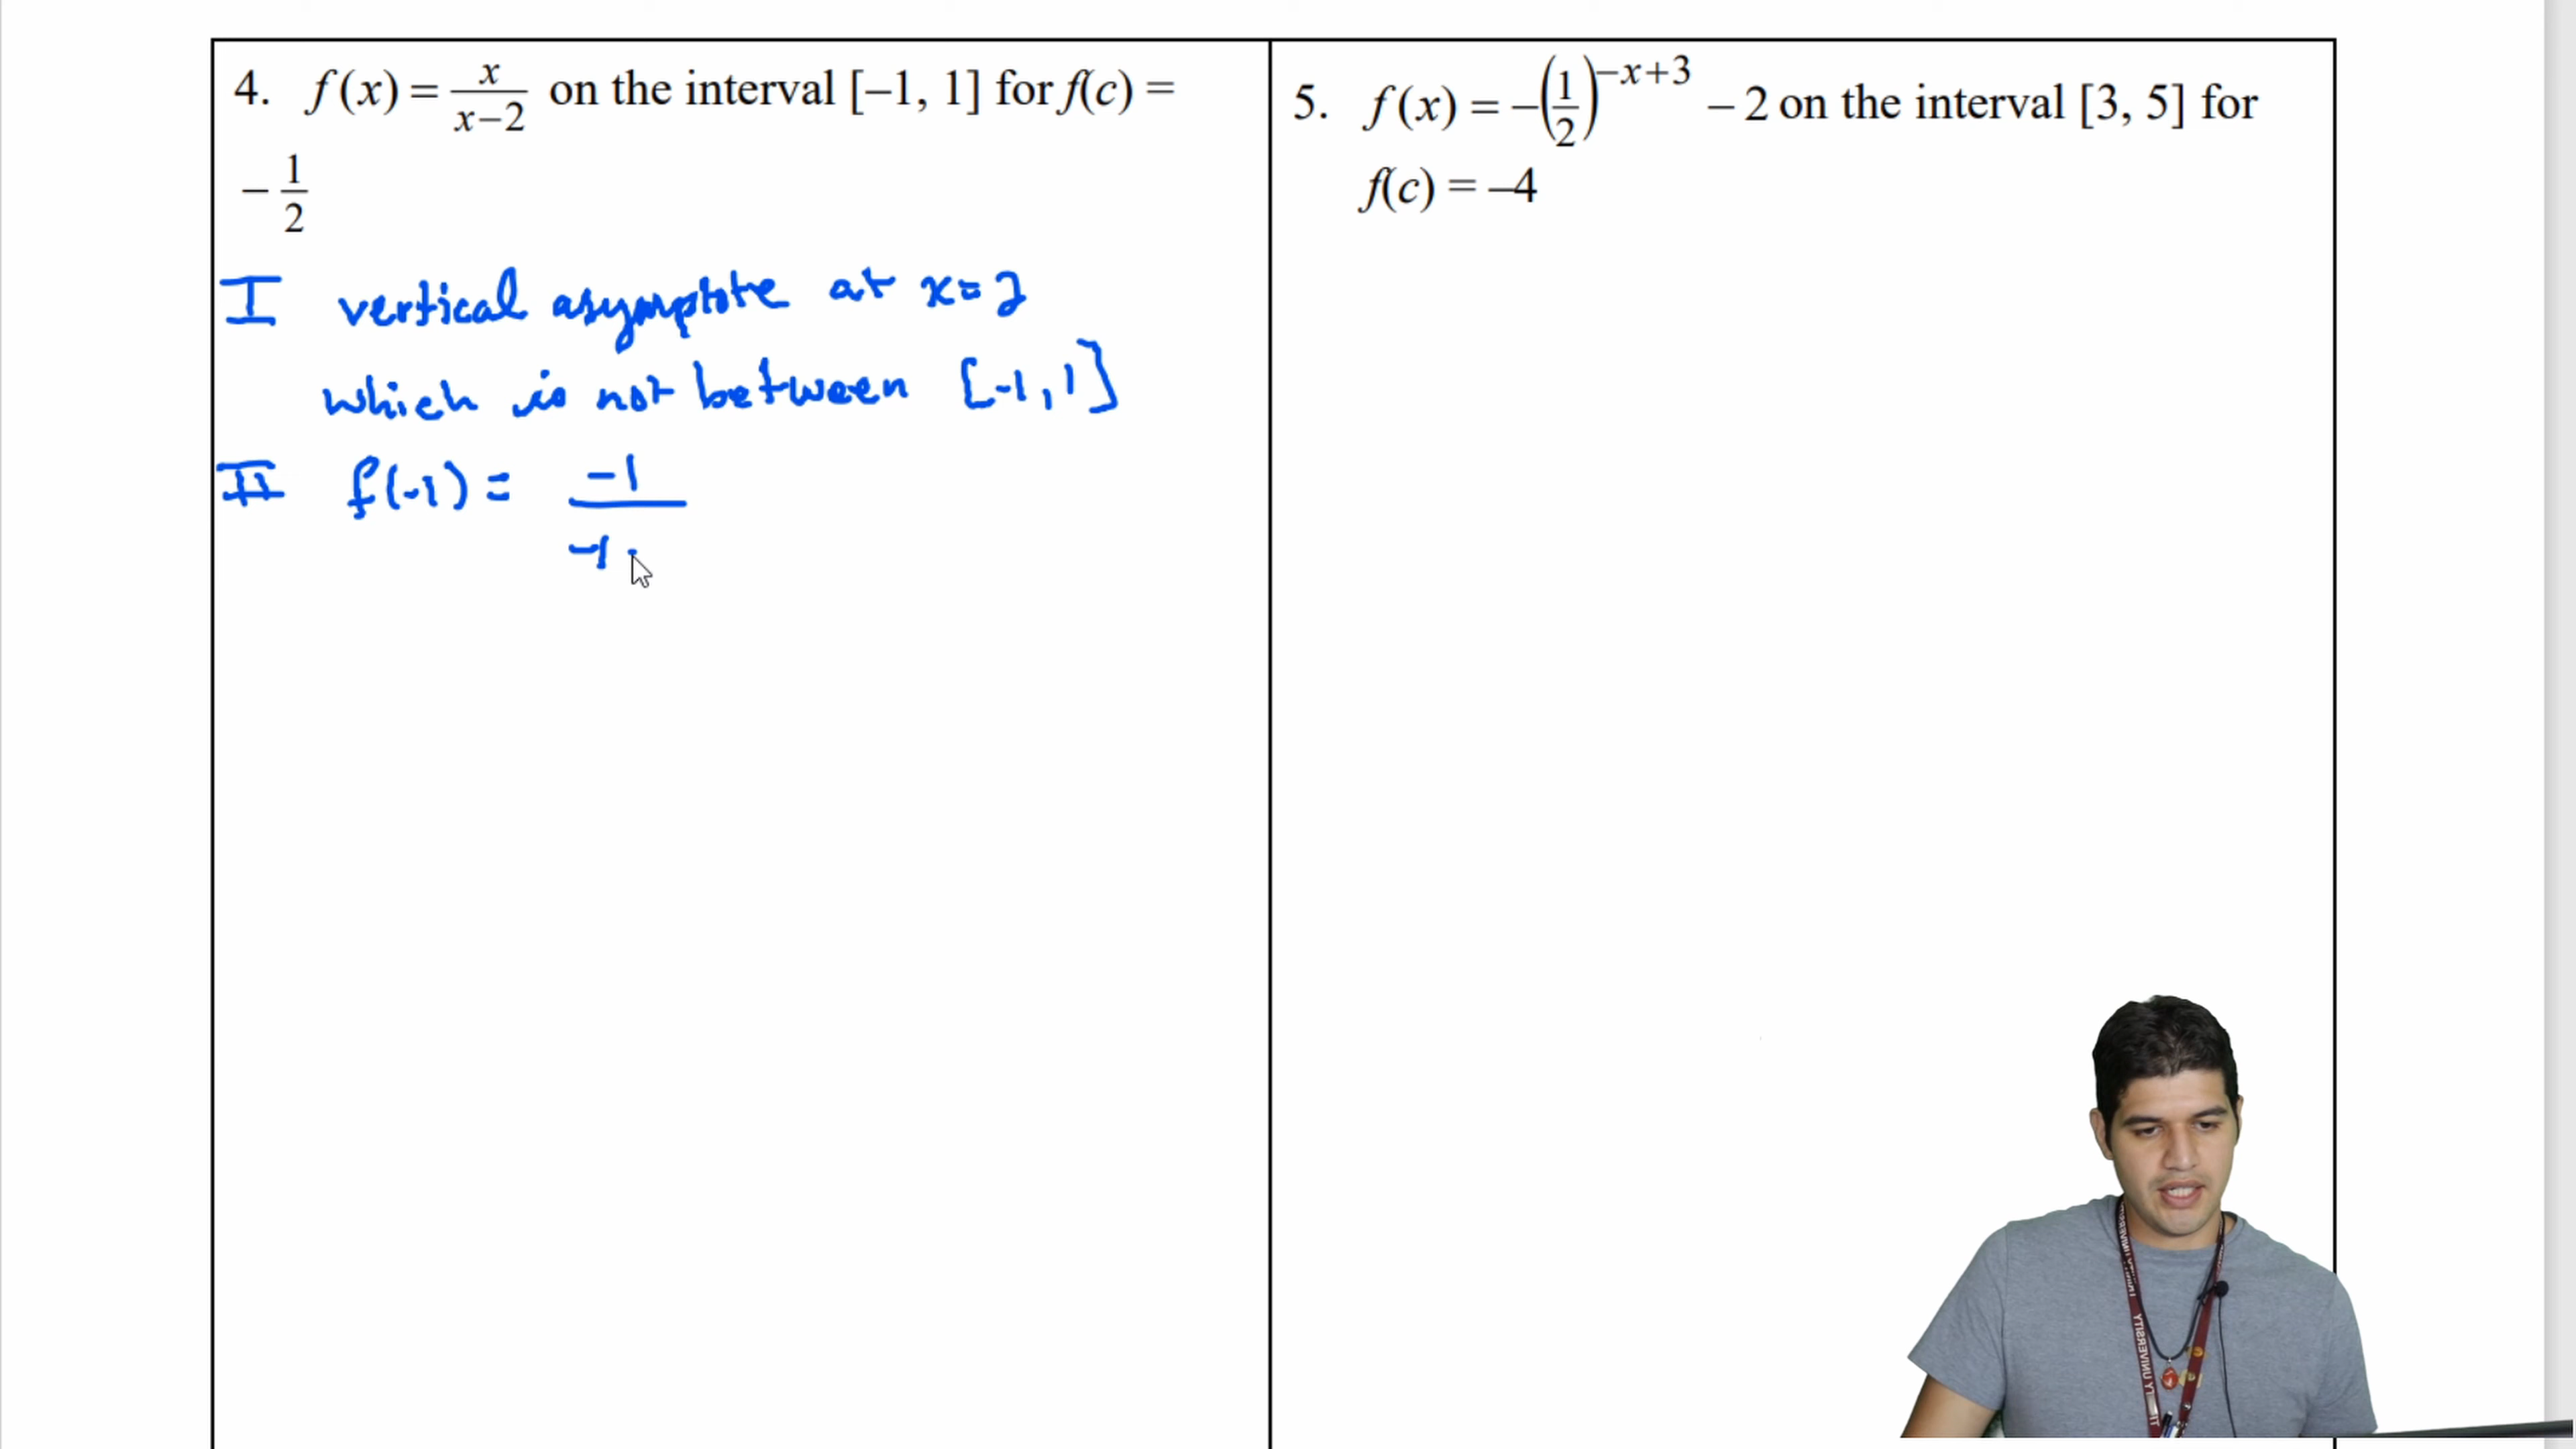 4. f(x) = x/(x–2) on the interval [–1, 1] for f(c) =
– 1/2
I vertical asymptote at x=2
which is not between [-1, 1]
II f(-1) = -1/-1
5. f(x) = –(1/2)^(–x+3) – 2 on the interval [3, 5] for
f(c) = –4